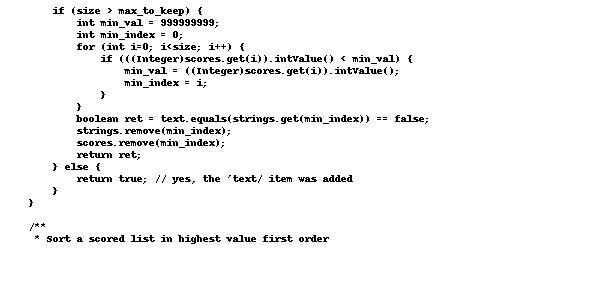 if (size > max_to_keep) {
int min_val = 999999999;
int min_index = 0;
for (int i=0; i<size; i++) {
if (((Integer)scores.get(i)).intValue() < min_val) {
min_val = ((Integer)scores.get(i)).intValue();
min_index = i;
}
}
boolean ret = text.equals(strings.get(min_index)) == false;
strings.remove(min_index);
scores.remove(min_index);
return ret;
} else {
return true; // yes, the 'text/ item was added
}
}
/**
* Sort a scored list in highest value first order